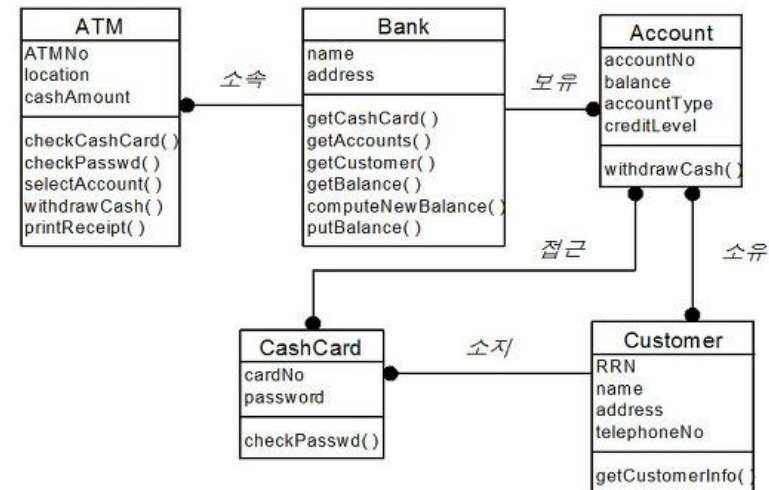 ATM
ATMNo
location
cashAmount
checkCashCard( )
checkPasswd( )
selectAccount( )
withdrawCash( )
printReceipt( )
소속
Bank
name
address
getCashCard( )
getAccounts( )
getCustomer( )
getBalance( )
computeNewBalance( )
putBalance( )
보유
Account
accountNo
balance
accountType
creditLevel
withdrawCash( )
접근
소유
CashCard
cardNo
password
checkPasswd( )
소지
Customer
RRN
name
address
telephoneNo
getCustomerInfo( )